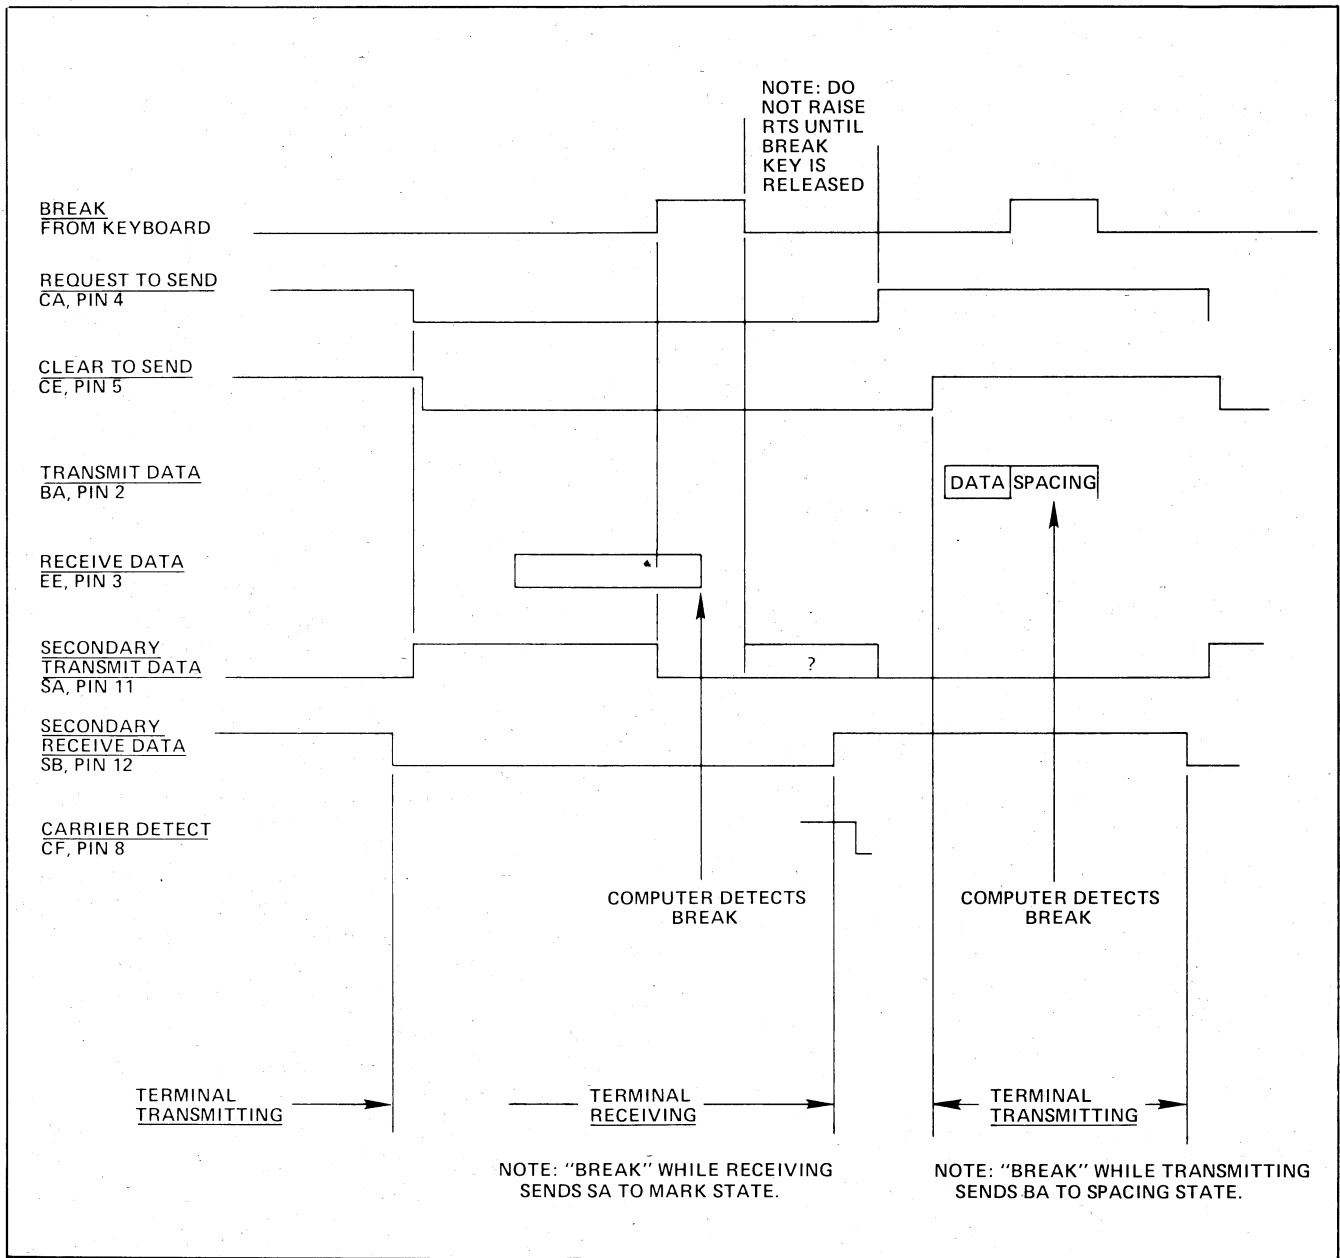 NOTE: DO
NOT RAISE
RTS UNTIL
BREAK
KEY IS
RELEASED
BREAK
FROM KEYBOARD
REQUEST TO SEND
CA, PIN 4
CLEAR TO SEND
CE, PIN 5
TRANSMIT DATA
BA, PIN 2
DATA SPACING
RECEIVE DATA
EE, PIN 3
SECONDARY
TRANSMIT DATA
SA, PIN 11
?
SECONDARY
RECEIVE DATA
SB, PIN 12
CARRIER DETECT
CF, PIN 8
COMPUTER DETECTS
BREAK
COMPUTER DETECTS
BREAK
TERMINAL
TRANSMITTING
TERMINAL
RECEIVING
TERMINAL
TRANSMITTING
NOTE: "BREAK" WHILE RECEIVING
SENDS SA TO MARK STATE.
NOTE: "BREAK" WHILE TRANSMITTING
SENDS BA TO SPACING STATE.